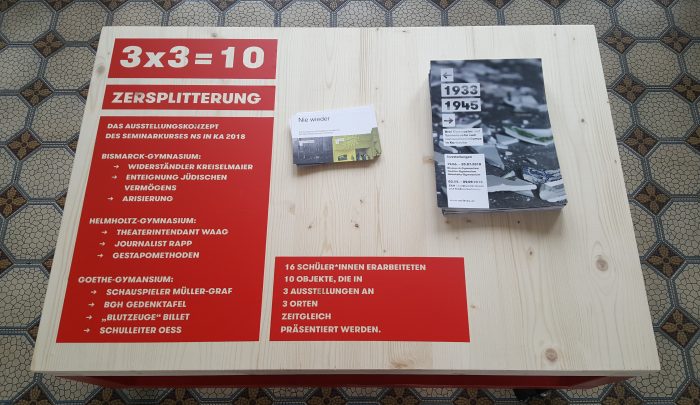 3x3=10
ZERSPLITTERUNG
DAS AUSSTELLUNGSKONZEPT
DES SEMINARKURSES NS IN KA 2018
BISMARCK-GYMNASIUM:
→ WIDERSTÄNDLER KREISELMAIER
→ ENTEIGNUNG JÜDISCHEN
VERMÖGENS
→ ARISIERUNG
HELMHOLTZ-GYMNASIUM:
→ THEATERINTENDANT WAAG
→ JOURNALIST RAPP
→ GESTAPOMETHODEN
GOETHE-GYMANSIUM:
→ SCHAUSPIELER MÜLLER-GRAF
→ BGH GEDENKTAFEL
→ „BLUTZEUGE" BILLET
→ SCHULLEITER OESS
16 SCHÜLER*INNEN ERARBEITETEN
10 OBJEKTE, DIE IN
3 AUSSTELLUNGEN AN
3 ORTEN
ZEITGLEICH
PRÄSENTIERT WERDEN.
Nie wieder
←
1933
1945
→